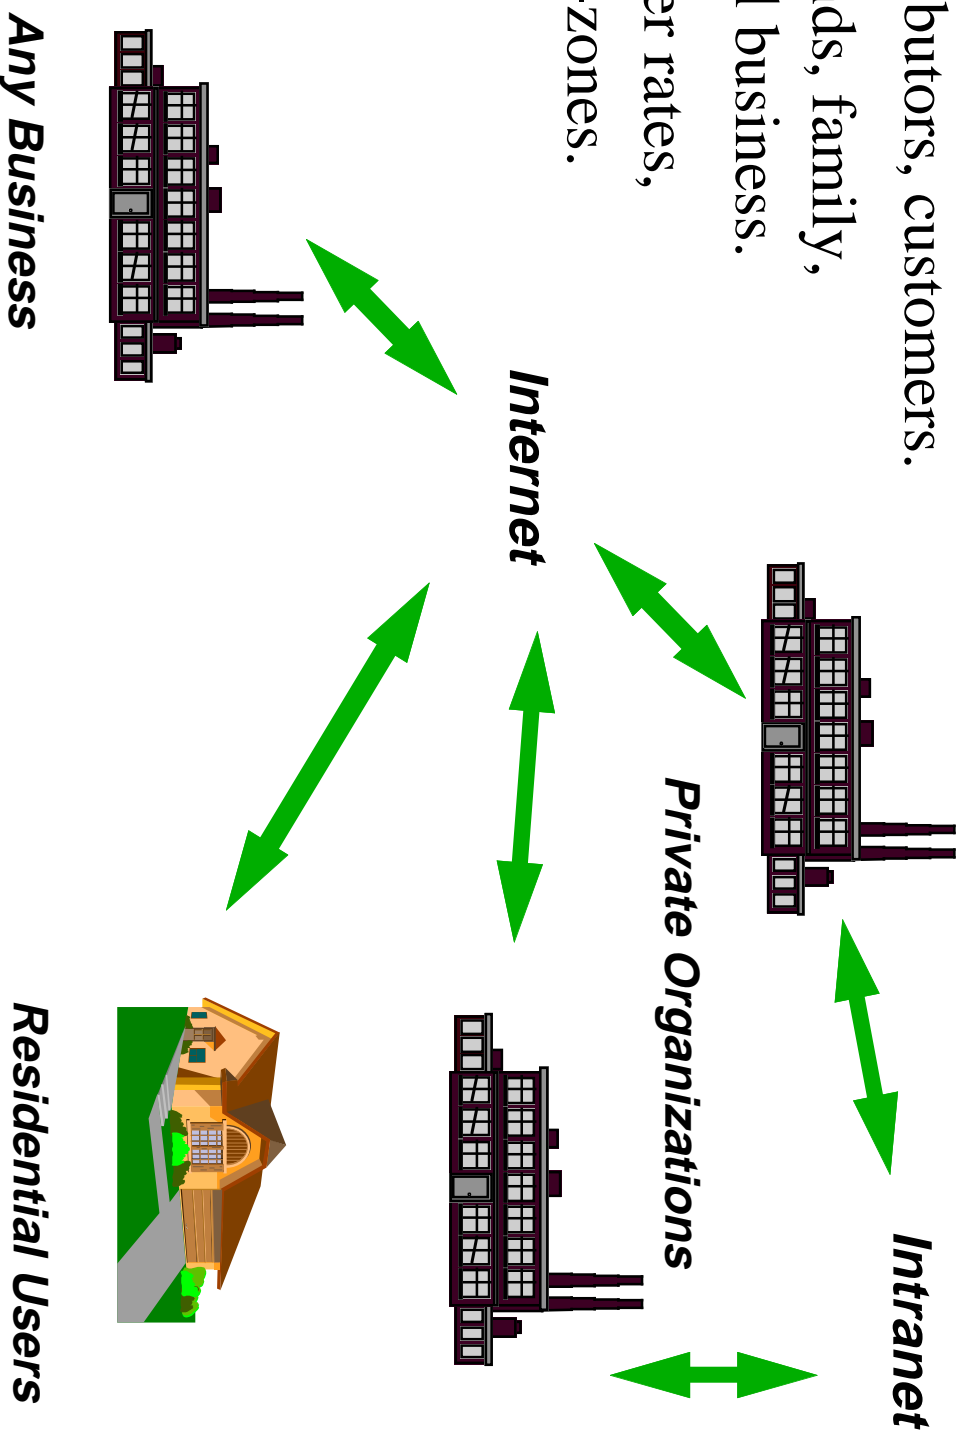 butors, customers.
ds, family,
business.
er rates,
-zones.
Intranet
Internet
Private Organizations
Any Business
Residential Users